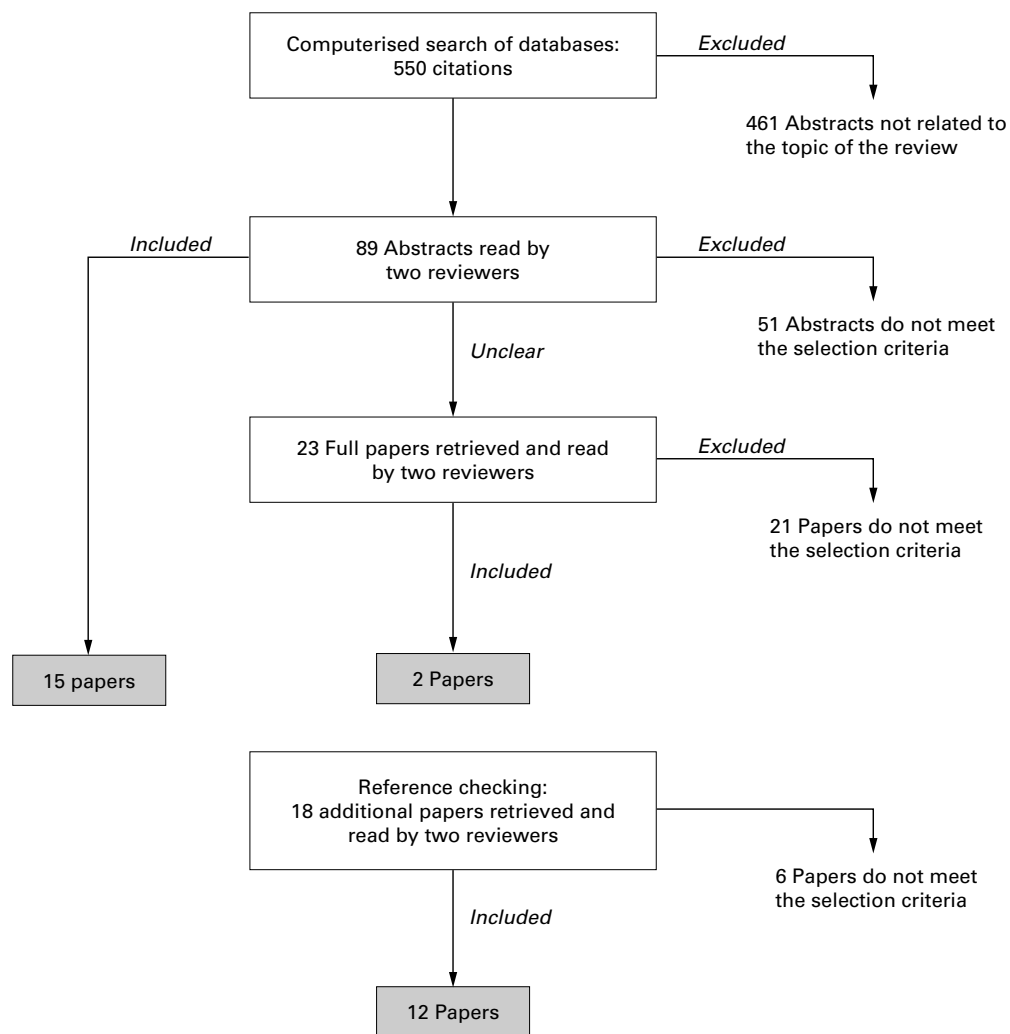 Computerised search of databases:
550 citations
Excluded
461 Abstracts not related to
the topic of the review
Included
89 Abstracts read by
two reviewers
Excluded
51 Abstracts do not meet
the selection criteria
Unclear
23 Full papers retrieved and read
by two reviewers
Excluded
21 Papers do not meet
the selection criteria
Included
15 papers
2 Papers
Reference checking:
18 additional papers retrieved and
read by two reviewers
6 Papers do not meet
the selection criteria
Included
12 Papers